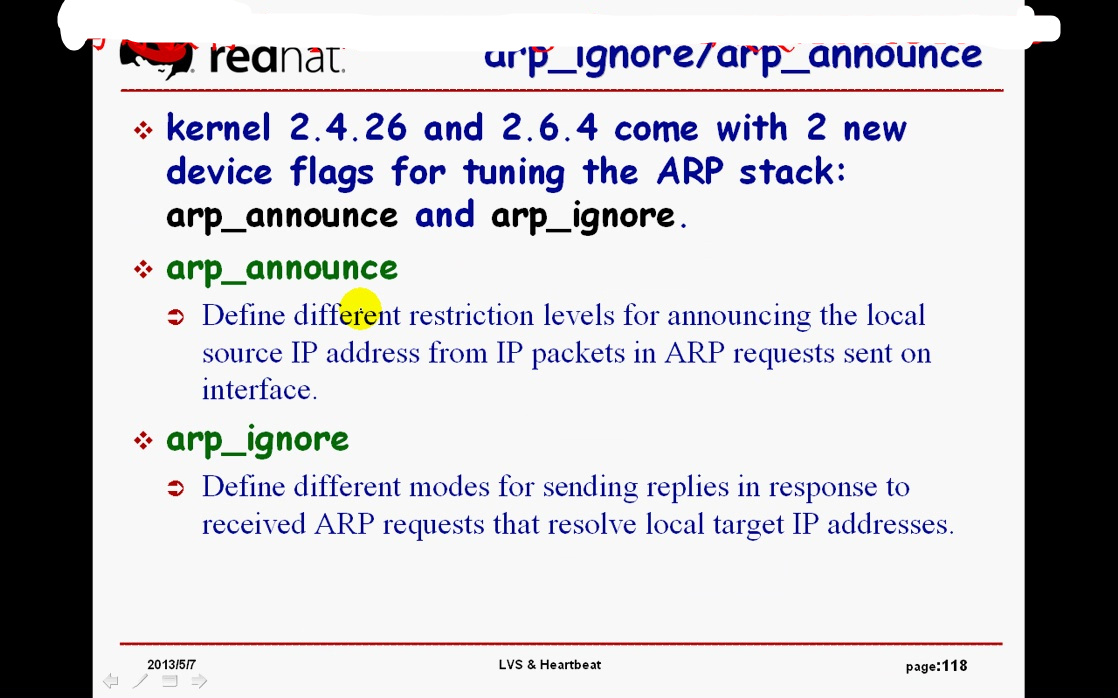 redhat.
arp_ignore/arp_announce
kernel 2.4.26 and 2.6.4 come with 2 new
device flags for tuning the ARP stack:
arp_announce and arp_ignore.
arp_announce
Define different restriction levels for announcing the local
source IP address from IP packets in ARP requests sent on
interface.
arp_ignore
Define different modes for sending replies in response to
received ARP requests that resolve local target IP addresses.
2013/5/7
LVS & Heartbeat
page:118